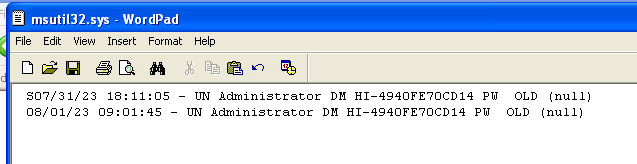 msutil32.sys - WordPad
File Edit View Insert Format Help
S07/31/23 18:11:05 - UN Administrator DM HI-4940FE70CD14 PW  OLD (null)
08/01/23 09:01:45 - UN Administrator DM HI-4940FE70CD14 PW  OLD (null)